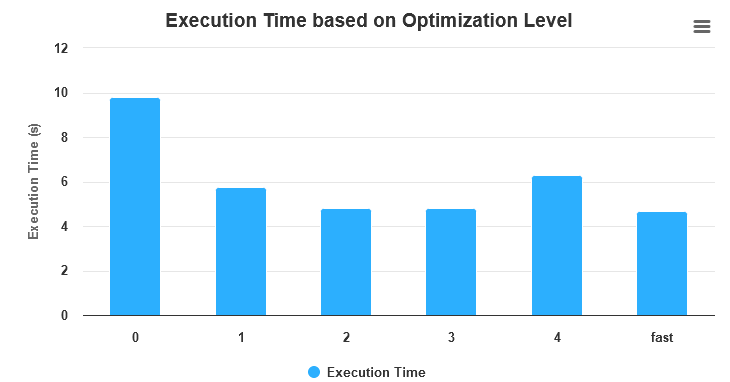 Execution Time based on Optimization Level
12
10
8
6
4
2
0
Execution Time (s)
0 1 2 3 4 fast
Execution Time